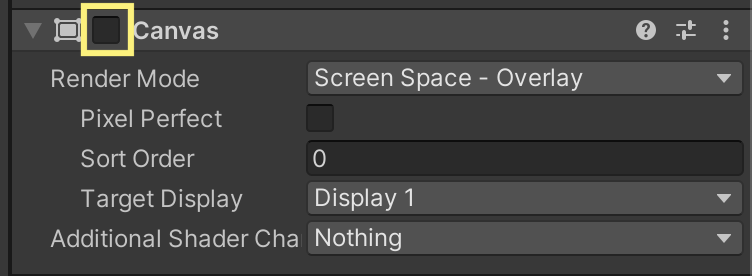 Canvas
Render Mode Screen Space - Overlay
Pixel Perfect
Sort Order 0
Target Display Display 1
Additional Shader Cha Nothing